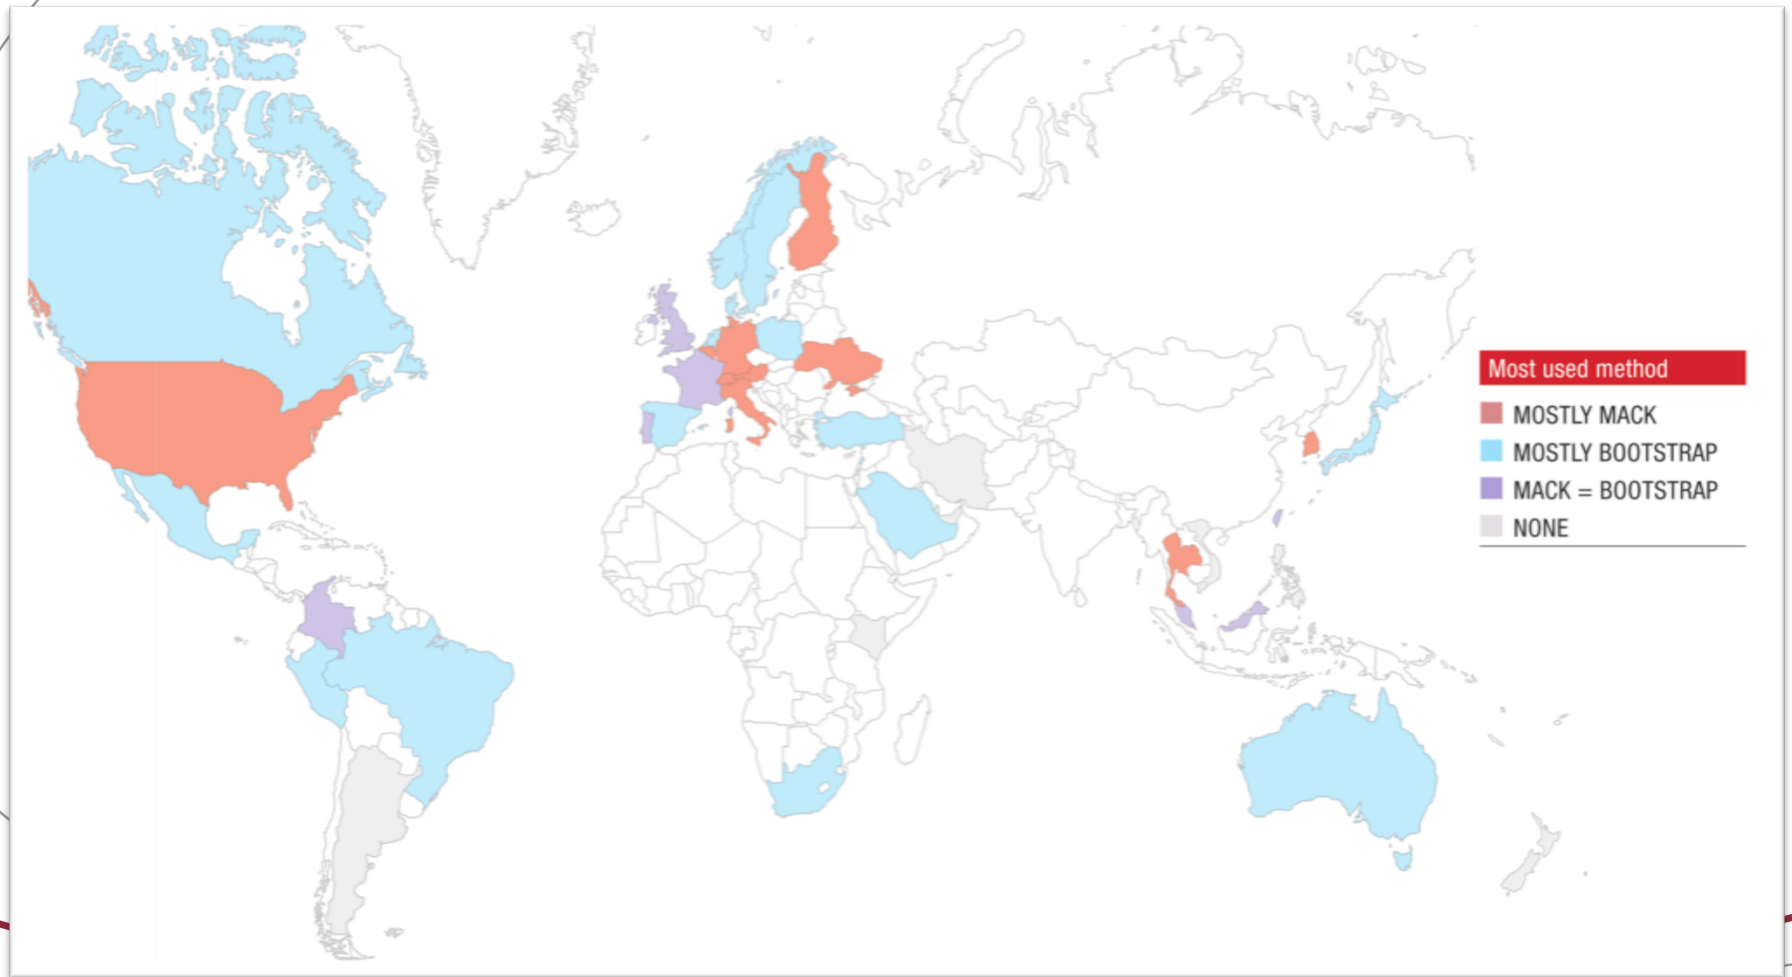 Most used method
MOSTLY MACK
MOSTLY BOOTSTRAP
MACK = BOOTSTRAP
NONE